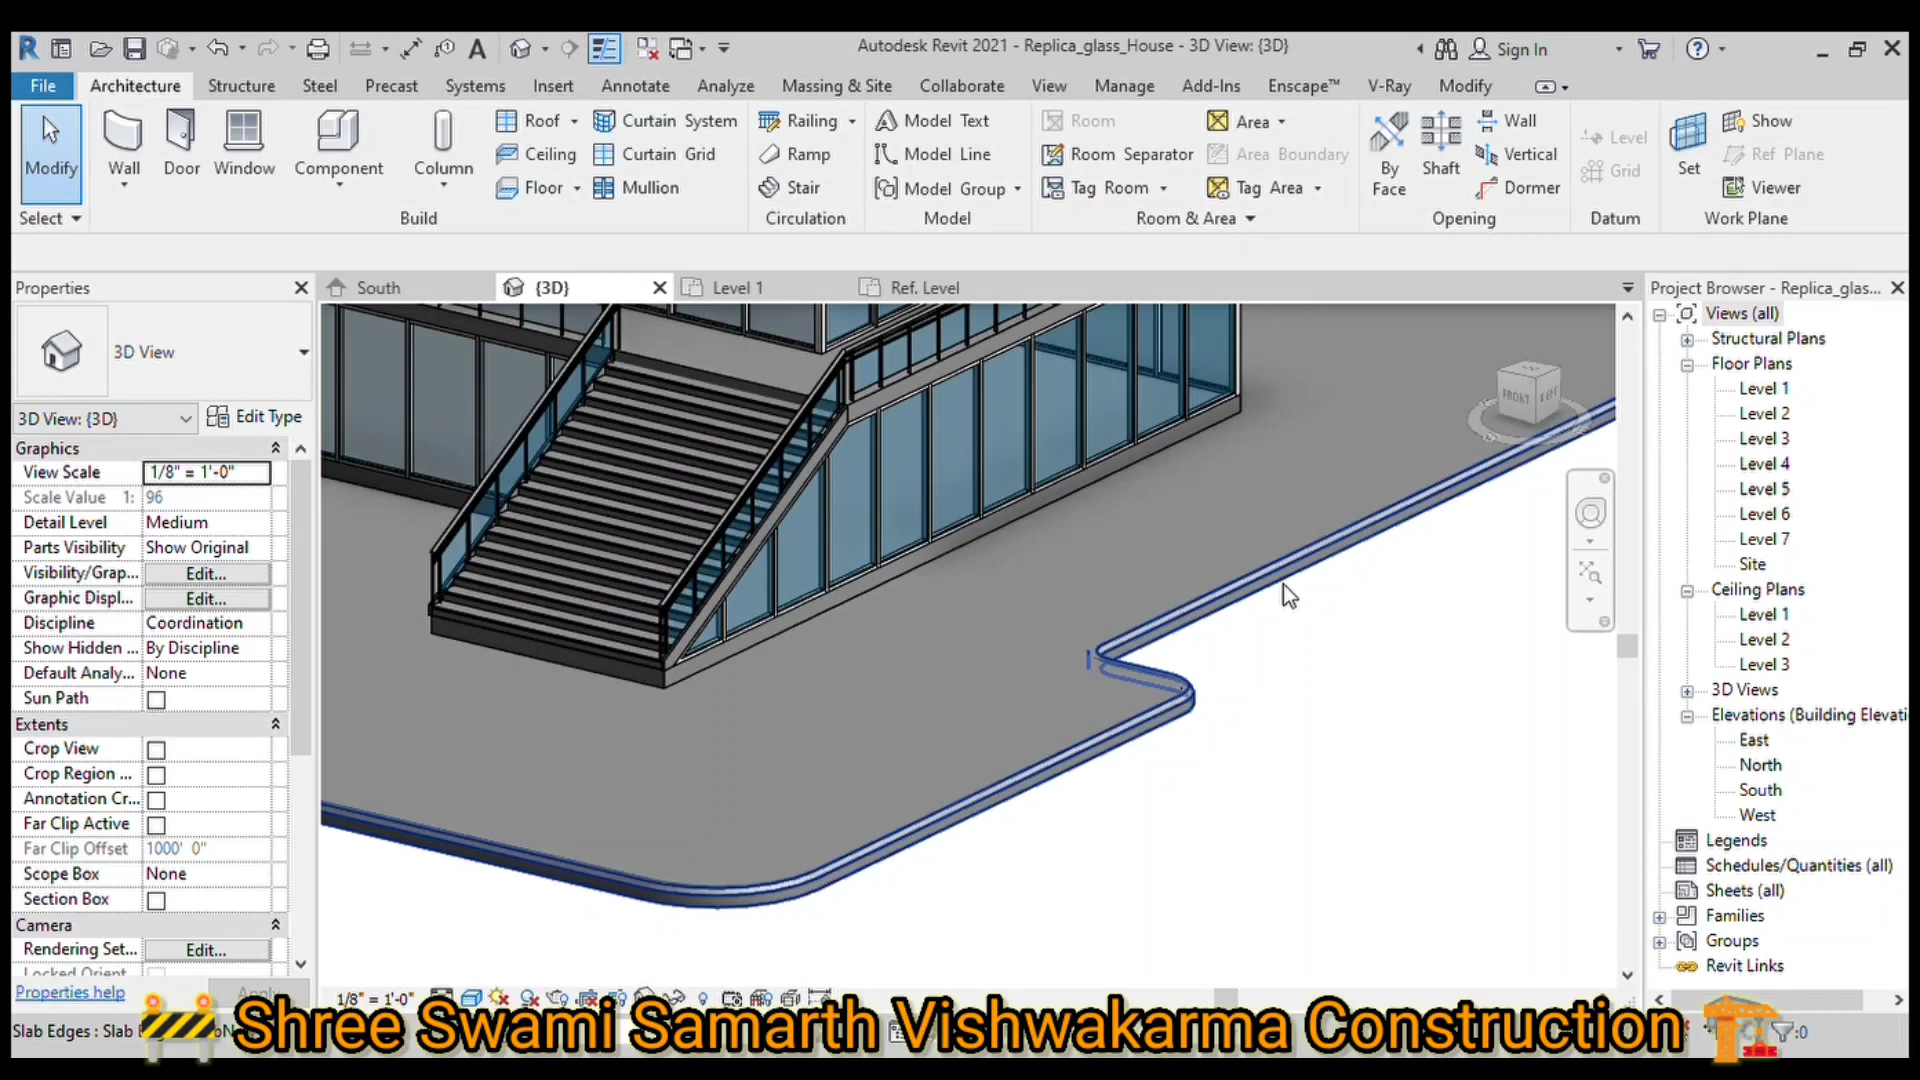 Autodesk Revit 2021 - Replica_glass_House - 3D View: {3D}
Sign In
File Architecture Structure Steel Precast Systems Insert Annotate Analyze Massing & Site Collaborate View Manage Add-Ins Enscape™ V-Ray Modify
Modify
Wall
Door
Window
Component
Column
Roof
Ceiling
Floor
Curtain System
Curtain Grid
Mullion
Railing
Ramp
Stair
Model Text
Model Line
Model Group
Room
Room Separator
Tag Room
Area
Area Boundary
Tag Area
By Face
Shaft
Wall
Vertical
Dormer
Level
Grid
Set
Show
Ref Plane
Viewer
Select Build Circulation Model Room & Area Opening Datum Work Plane
Properties
South
{3D}
Level 1
Ref. Level
Project Browser - Replica_glas...
3D View
3D View: {3D}
Edit Type
Graphics
View Scale 1/8" = 1'-0"
Scale Value 1: 96
Detail Level Medium
Parts Visibility Show Original
Visibility/Grap... Edit...
Graphic Displ... Edit...
Discipline Coordination
Show Hidden ... By Discipline
Default Analy... None
Sun Path
Extents
Crop View
Crop Region ...
Annotation Cr...
Far Clip Active
Far Clip Offset 1000' 0"
Scope Box None
Section Box
Camera
Rendering Set... Edit...
Locked Orient
Properties help
Apply
FRONT
Views (all)
Structural Plans
Floor Plans
Level 1
Level 2
Level 3
Level 4
Level 5
Level 6
Level 7
Site
Ceiling Plans
Level 1
Level 2
Level 3
3D Views
Elevations (Building Elevati
East
North
South
West
Legends
Schedules/Quantities (all)
Sheets (all)
Families
Groups
Revit Links
1/8" = 1'-0"
Slab Edges : Slab
:0
🚧Shree Swami Samarth Vishwakarma Construction🏗